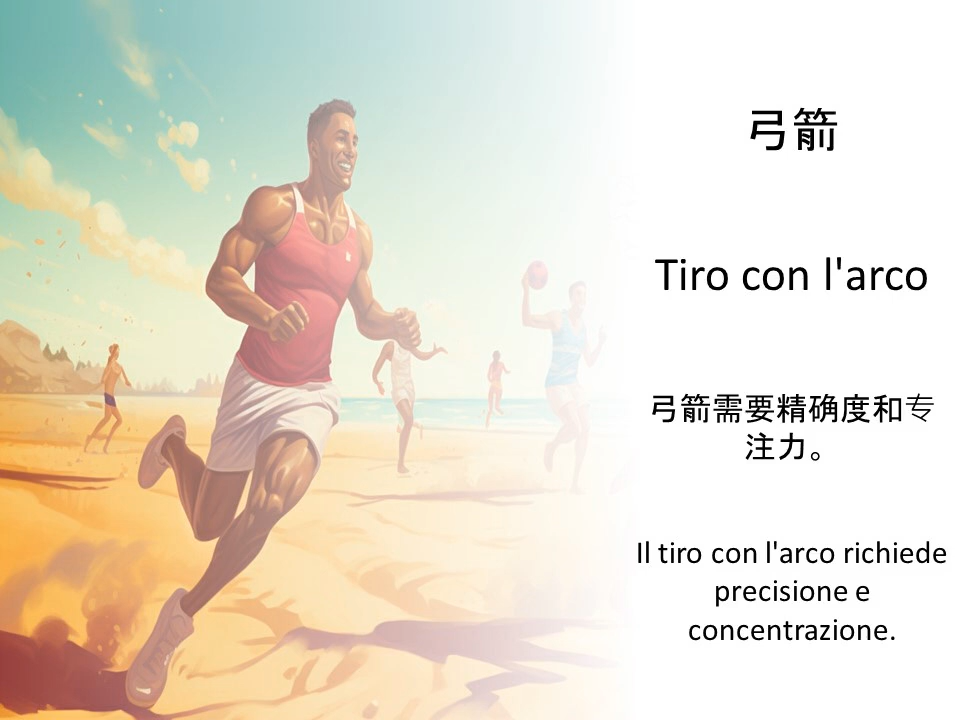 弓箭
Tiro con l'arco
弓箭需要精确度和专
注力。
Il tiro con l'arco richiede
precisione e
concentrazione.